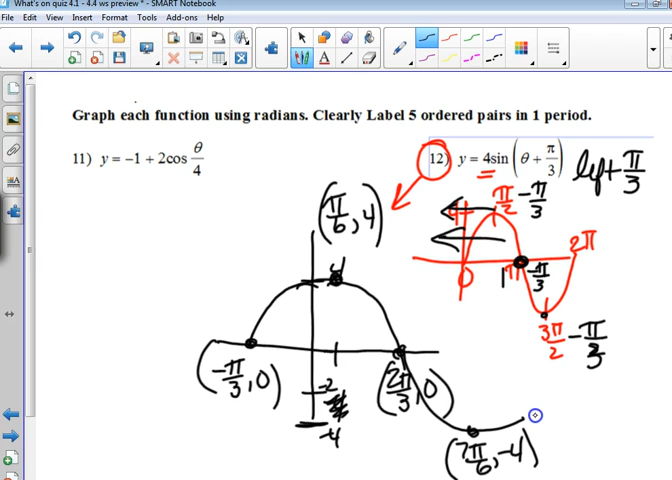 What's on quiz 4.1 - 4.4 ws preview * - SMART Notebook
File Edit View Insert Format Tools Add-ons Help
Graph each function using radians. Clearly Label 5 ordered pairs in 1 period.
11) y = −1 + 2cos θ/4
12) y = 4sin (θ + π/3)
left π/3
(π/6, 4)
4 π/2 − π/3
2π
0 π − π/3
4
3π/2 − π/3
(−π/3, 0)
−2
(2π/3, 0)
−4
(7π/6, −4)